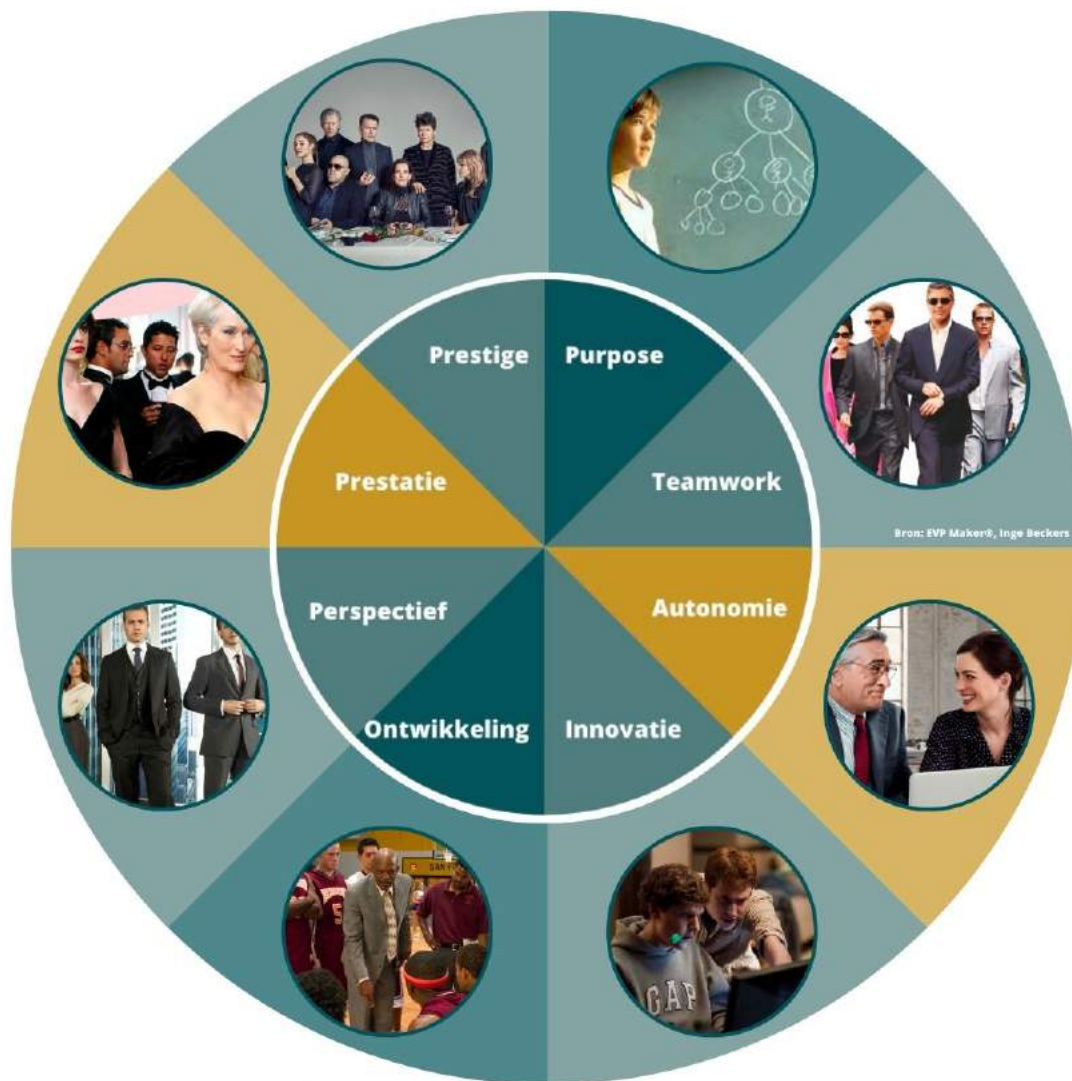 Prestige
Purpose
Prestatie
Teamwork
Bron: EVP Maker®, Inge Beckers
Perspectief
Autonomie
Ontwikkeling
Innovatie
GAP